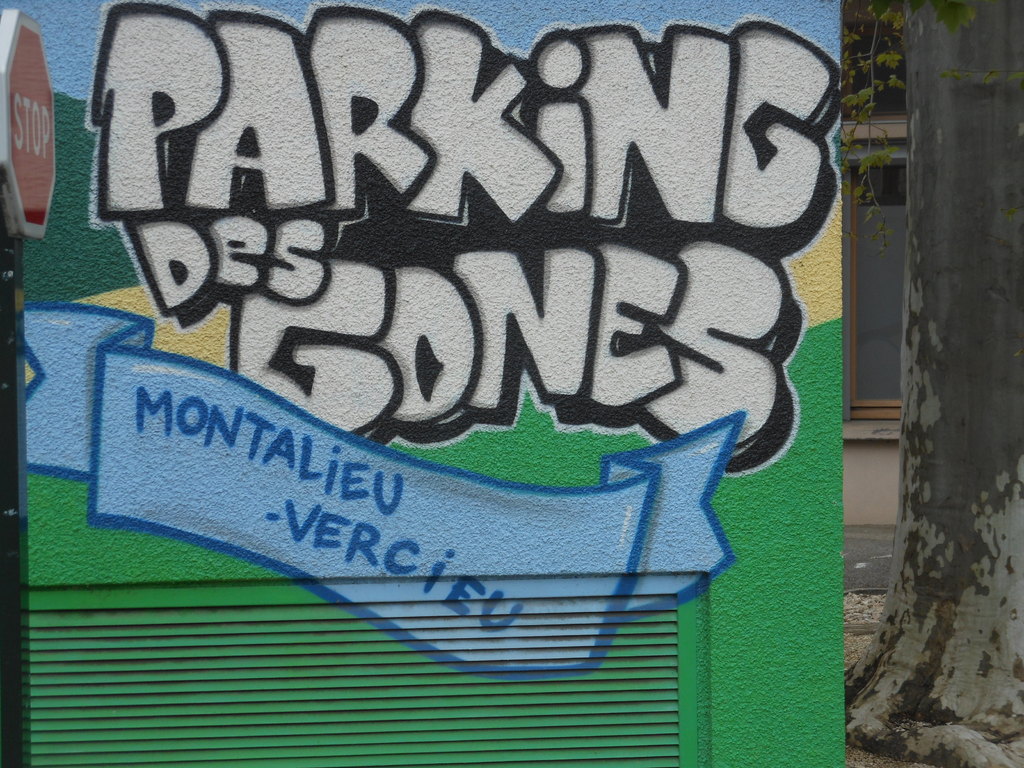 STOP
PARKiNG
DES
GONES
MONTALiEU
-VERCiEU